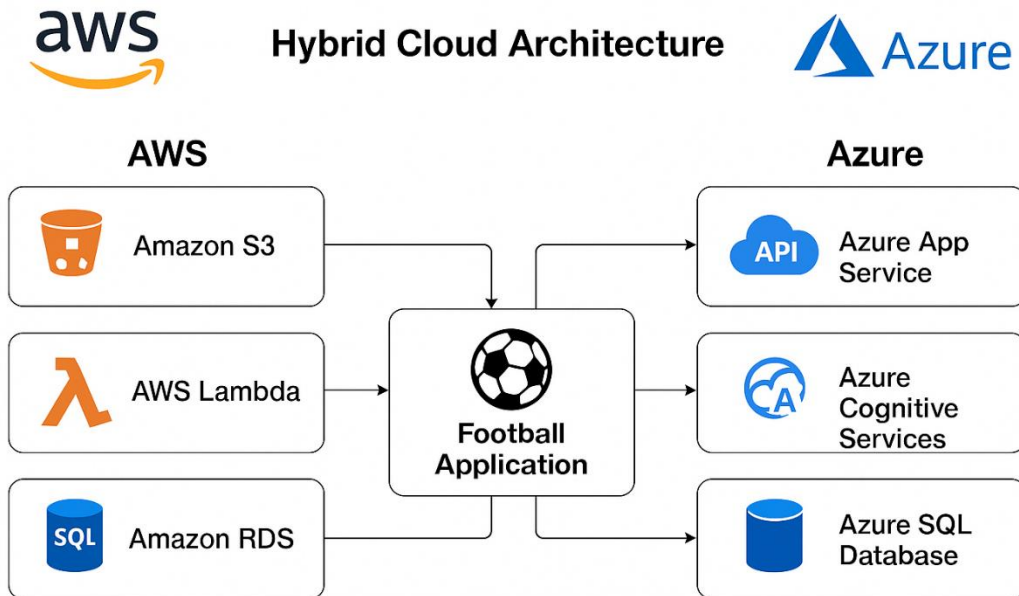 aws
Hybrid Cloud Architecture
Azure
AWS
Azure
Amazon S3
AWS Lambda
SQL
Amazon RDS
Football
Application
API
Azure App
Service
A
Azure
Cognitive
Services
Azure SQL
Database